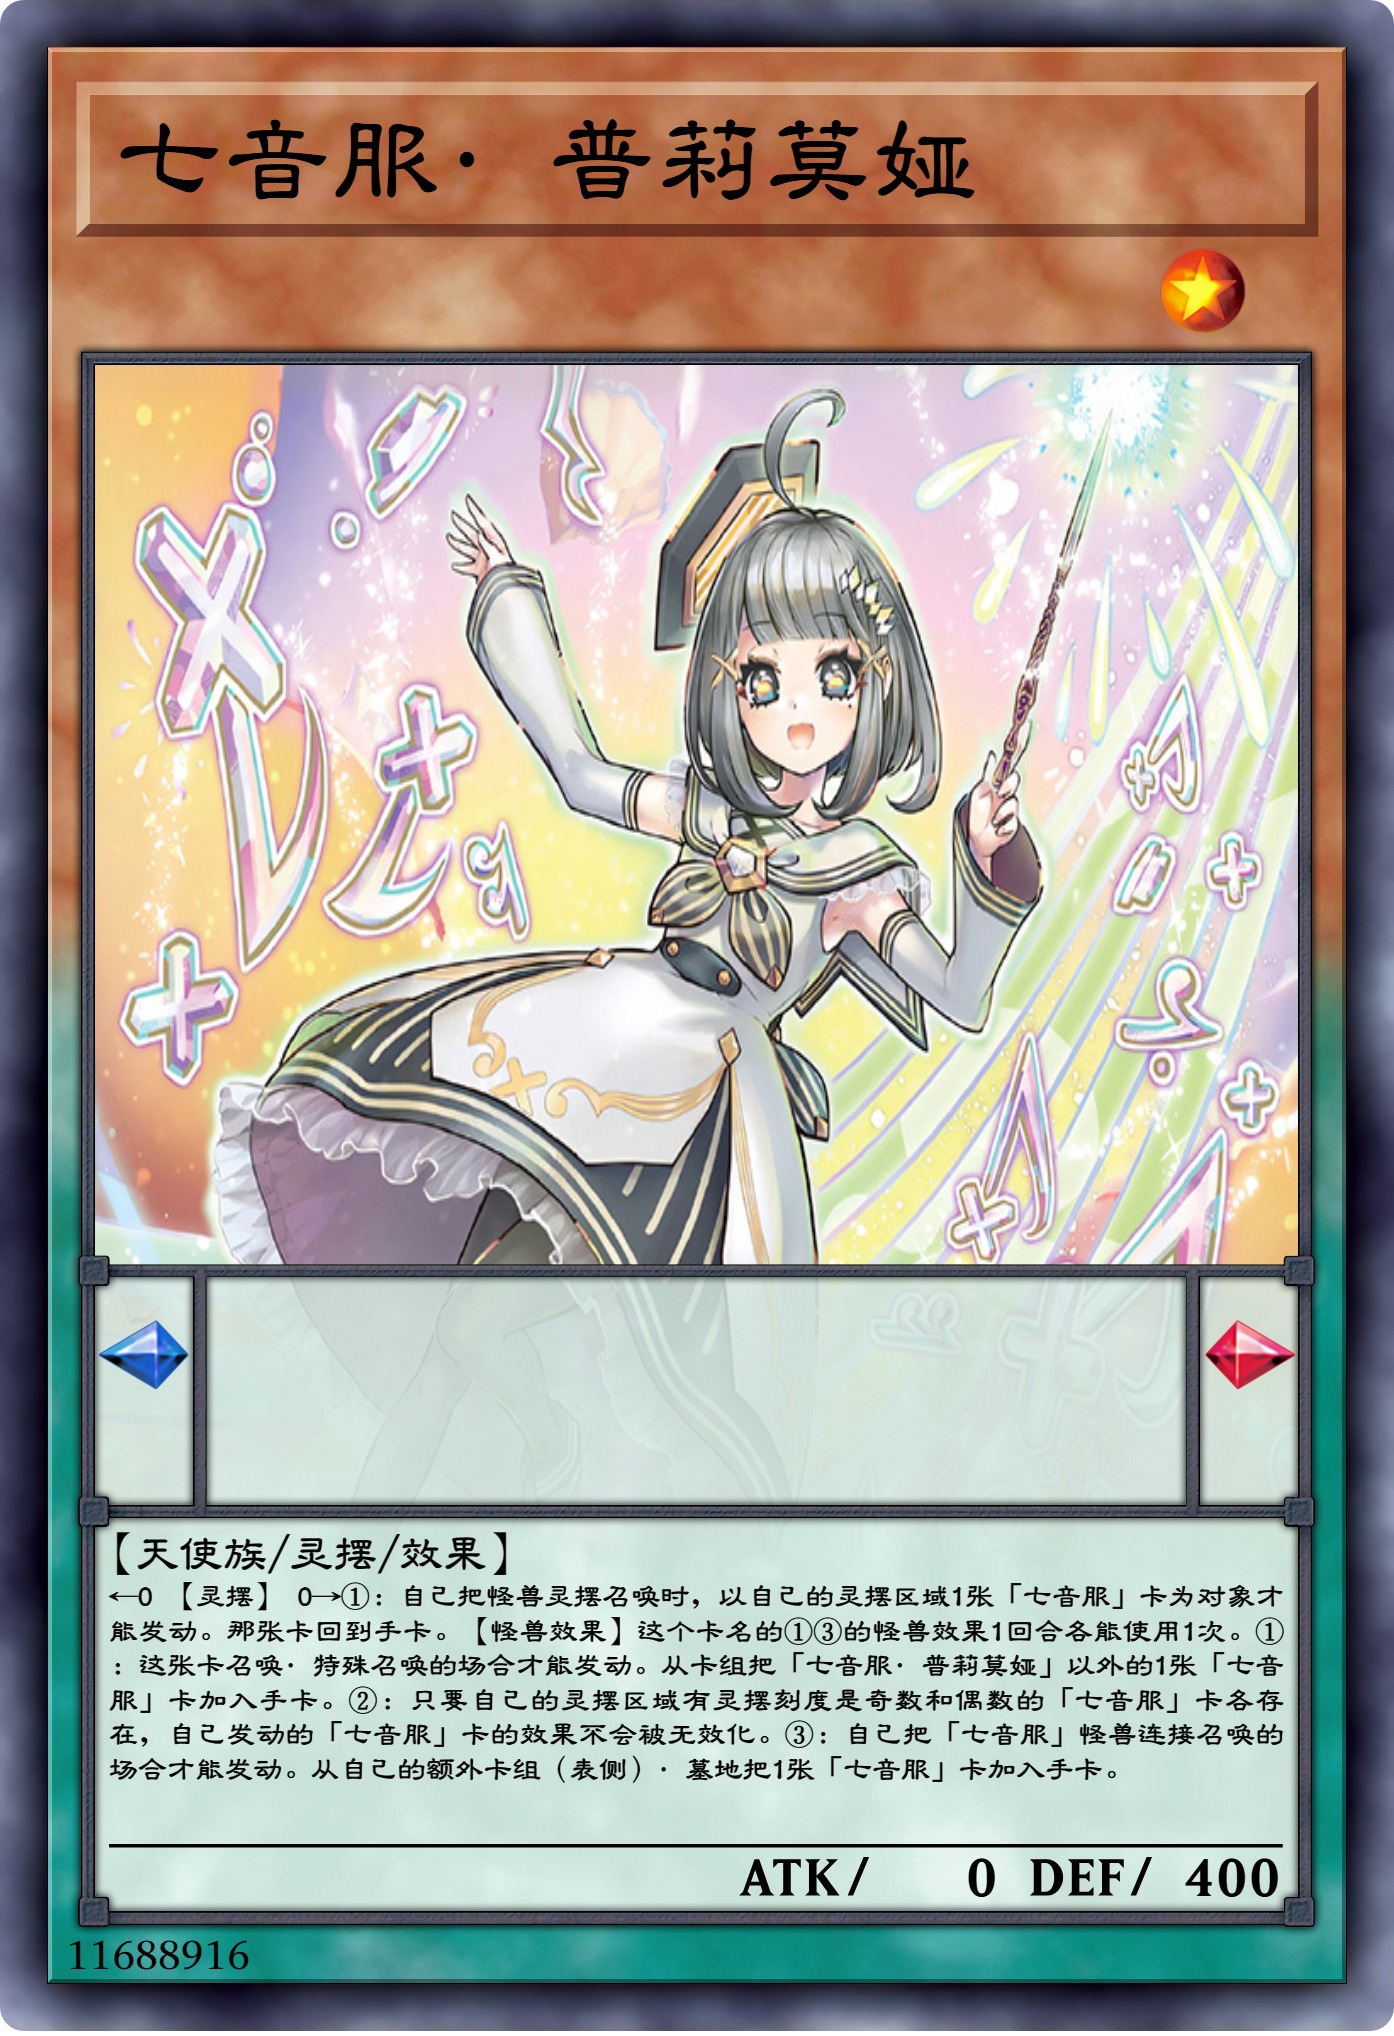 七音服·普莉莫娅
【天使族/灵摆/效果】
←0 【灵摆】 0→①：自己把怪兽灵摆召唤时，以自己的灵摆区域1张「七音服」卡为对象才
能发动。那张卡回到手卡。【怪兽效果】这个卡名的①③的怪兽效果1回合各能使用1次。①
：这张卡召唤·特殊召唤的场合才能发动。从卡组把「七音服·普莉莫娅」以外的1张「七音
服」卡加入手卡。②：只要自己的灵摆区域有灵摆刻度是奇数和偶数的「七音服」卡各存
在，自己发动的「七音服」卡的效果不会被无效化。③：自己把「七音服」怪兽连接召唤的
场合才能发动。从自己的额外卡组（表侧）·墓地把1张「七音服」卡加入手卡。
ATK/ 0 DEF/ 400
11688916